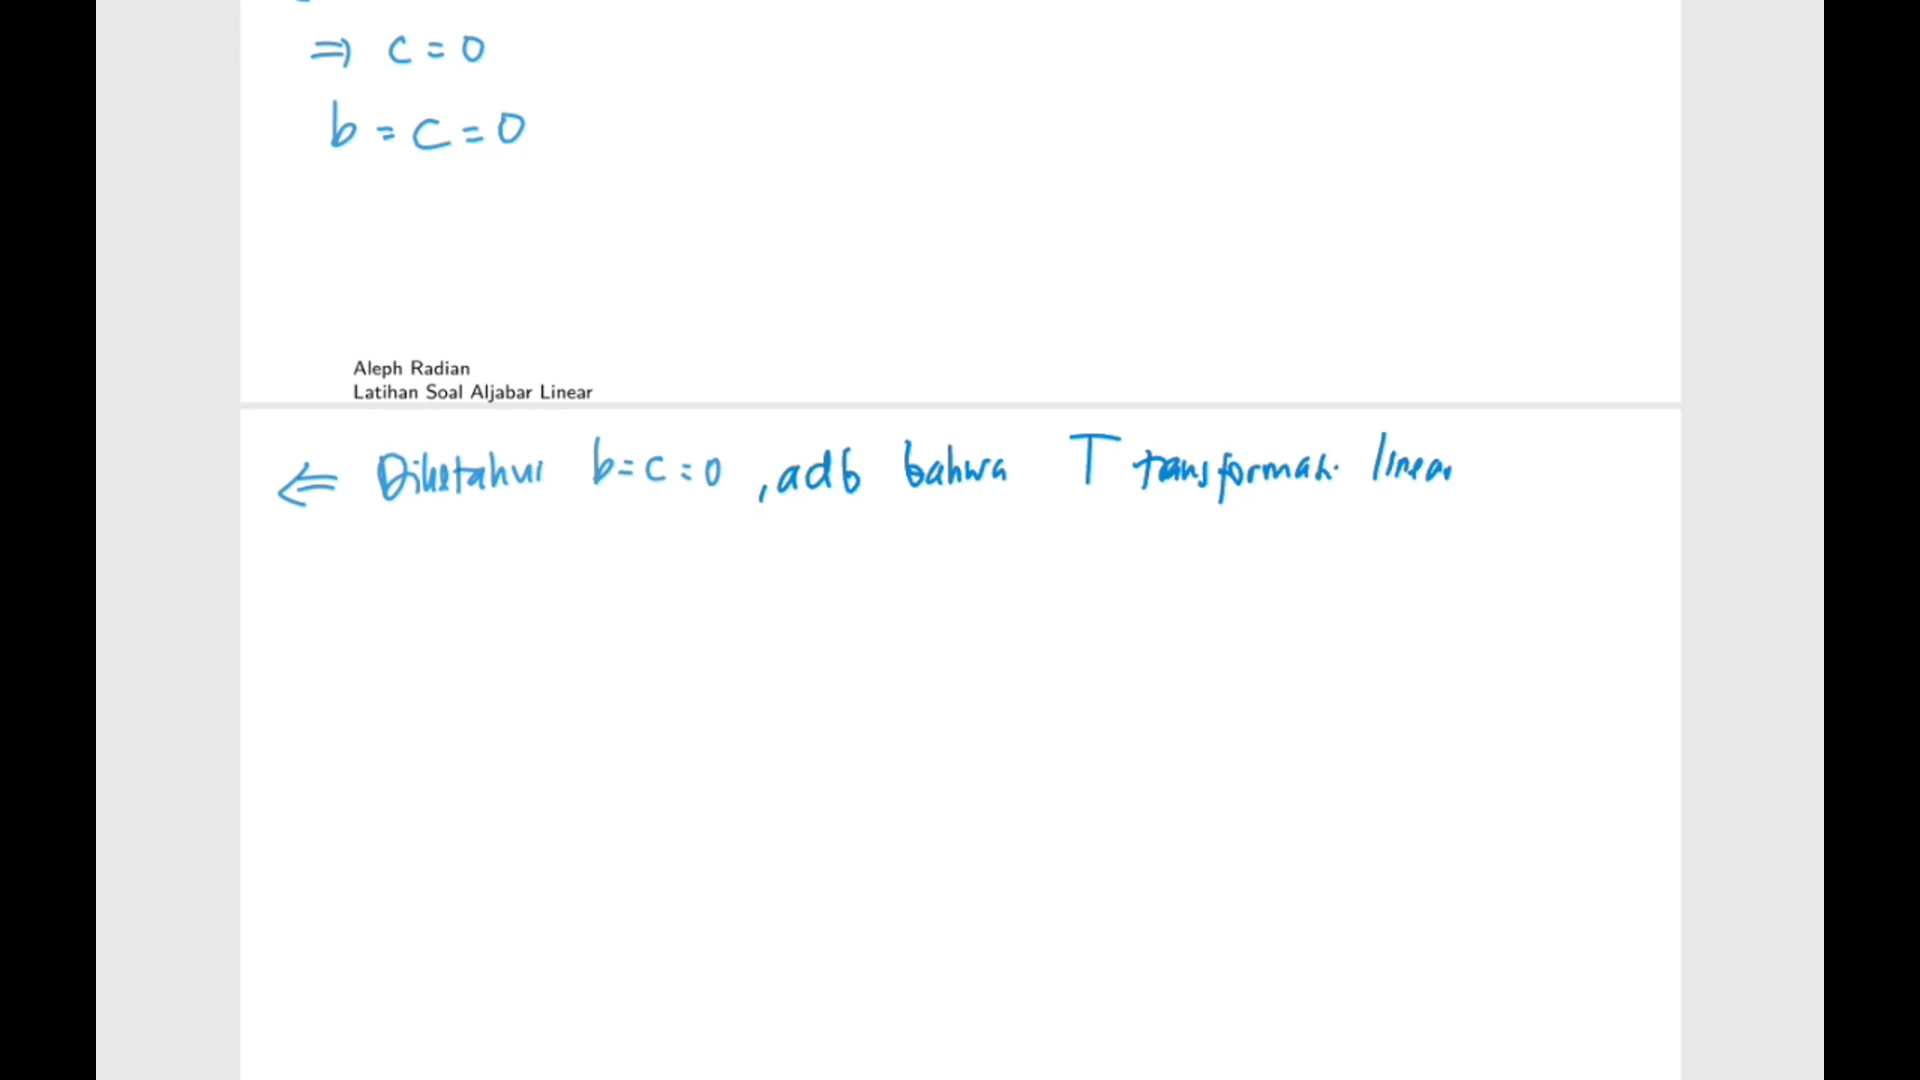 ⇒ c = 0
b = c = 0
Aleph Radian
Latihan Soal Aljabar Linear
⇐ Diketahui b = c = 0, adb bahwa T transformasi linear